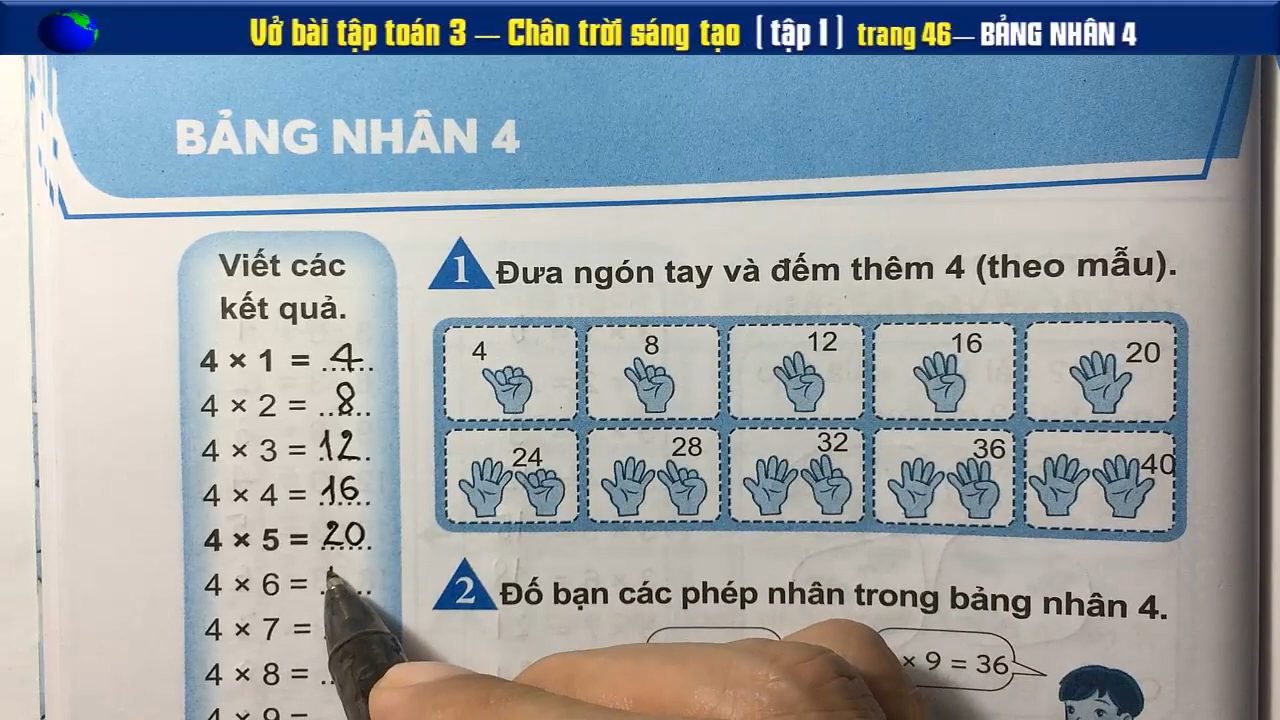 Vở bài tập toán 3 – Chân trời sáng tạo (tập 1) trang 46– BẢNG NHÂN 4
BẢNG NHÂN 4
Viết các
kết quả.
4 × 1 = 4
4 × 2 = 8
4 × 3 = 12
4 × 4 = 16
4 × 5 = 20
4 × 6 =
4 × 7 =
4 × 8 =
4 × 9 =
1 Đưa ngón tay và đếm thêm 4 (theo mẫu).
4 8 12 16 20
24 28 32 36 40
2 Đố bạn các phép nhân trong bảng nhân 4.
× 9 = 36